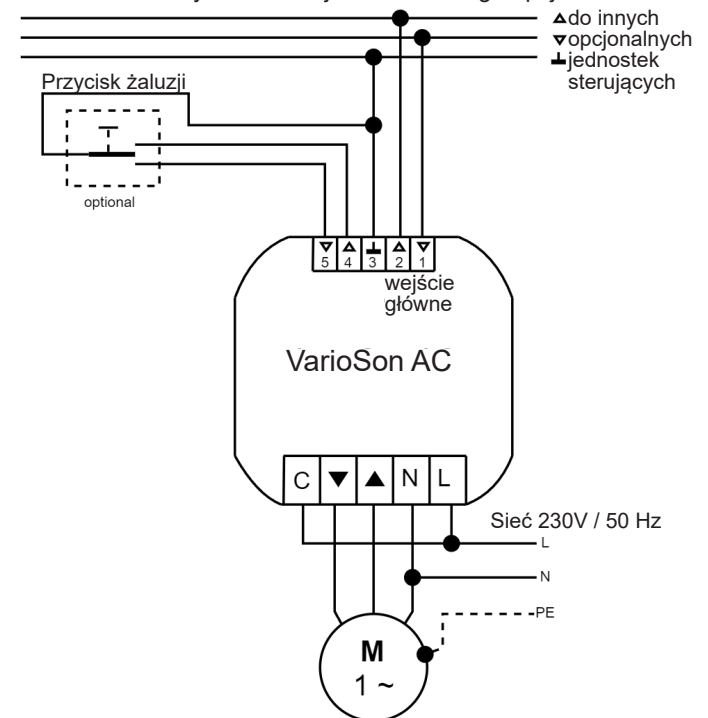 △ do innych
▽ opcjonalnych
jednostek
sterujących
Przycisk żaluzji
optional
5 4 3 2 1
wejście
główne
VarioSon AC
C ▼ ▲ N L
Sieć 230V / 50 Hz
L
N
PE
M
1 ~